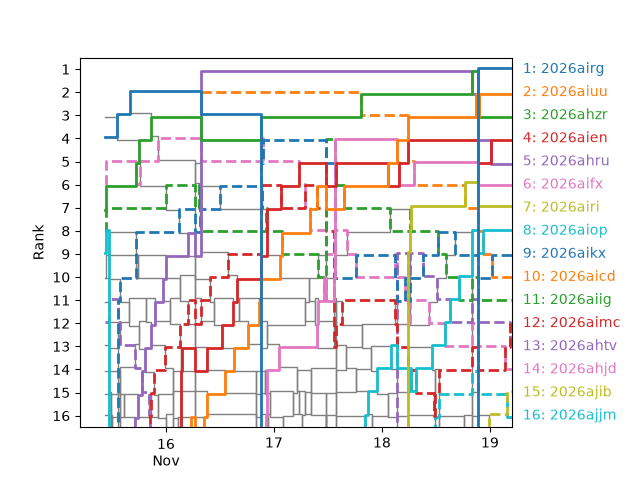 Rank
1
2
3
4
5
6
7
8
9
10
11
12
13
14
15
16
16
17
18
19
Nov
1: 2026airg
2: 2026aiuu
3: 2026ahzr
4: 2026aien
5: 2026ahru
6: 2026aifx
7: 2026airi
8: 2026aiop
9: 2026aikx
10: 2026aicd
11: 2026aiig
12: 2026aimc
13: 2026ahtv
14: 2026ahjd
15: 2026ajib
16: 2026ajjm